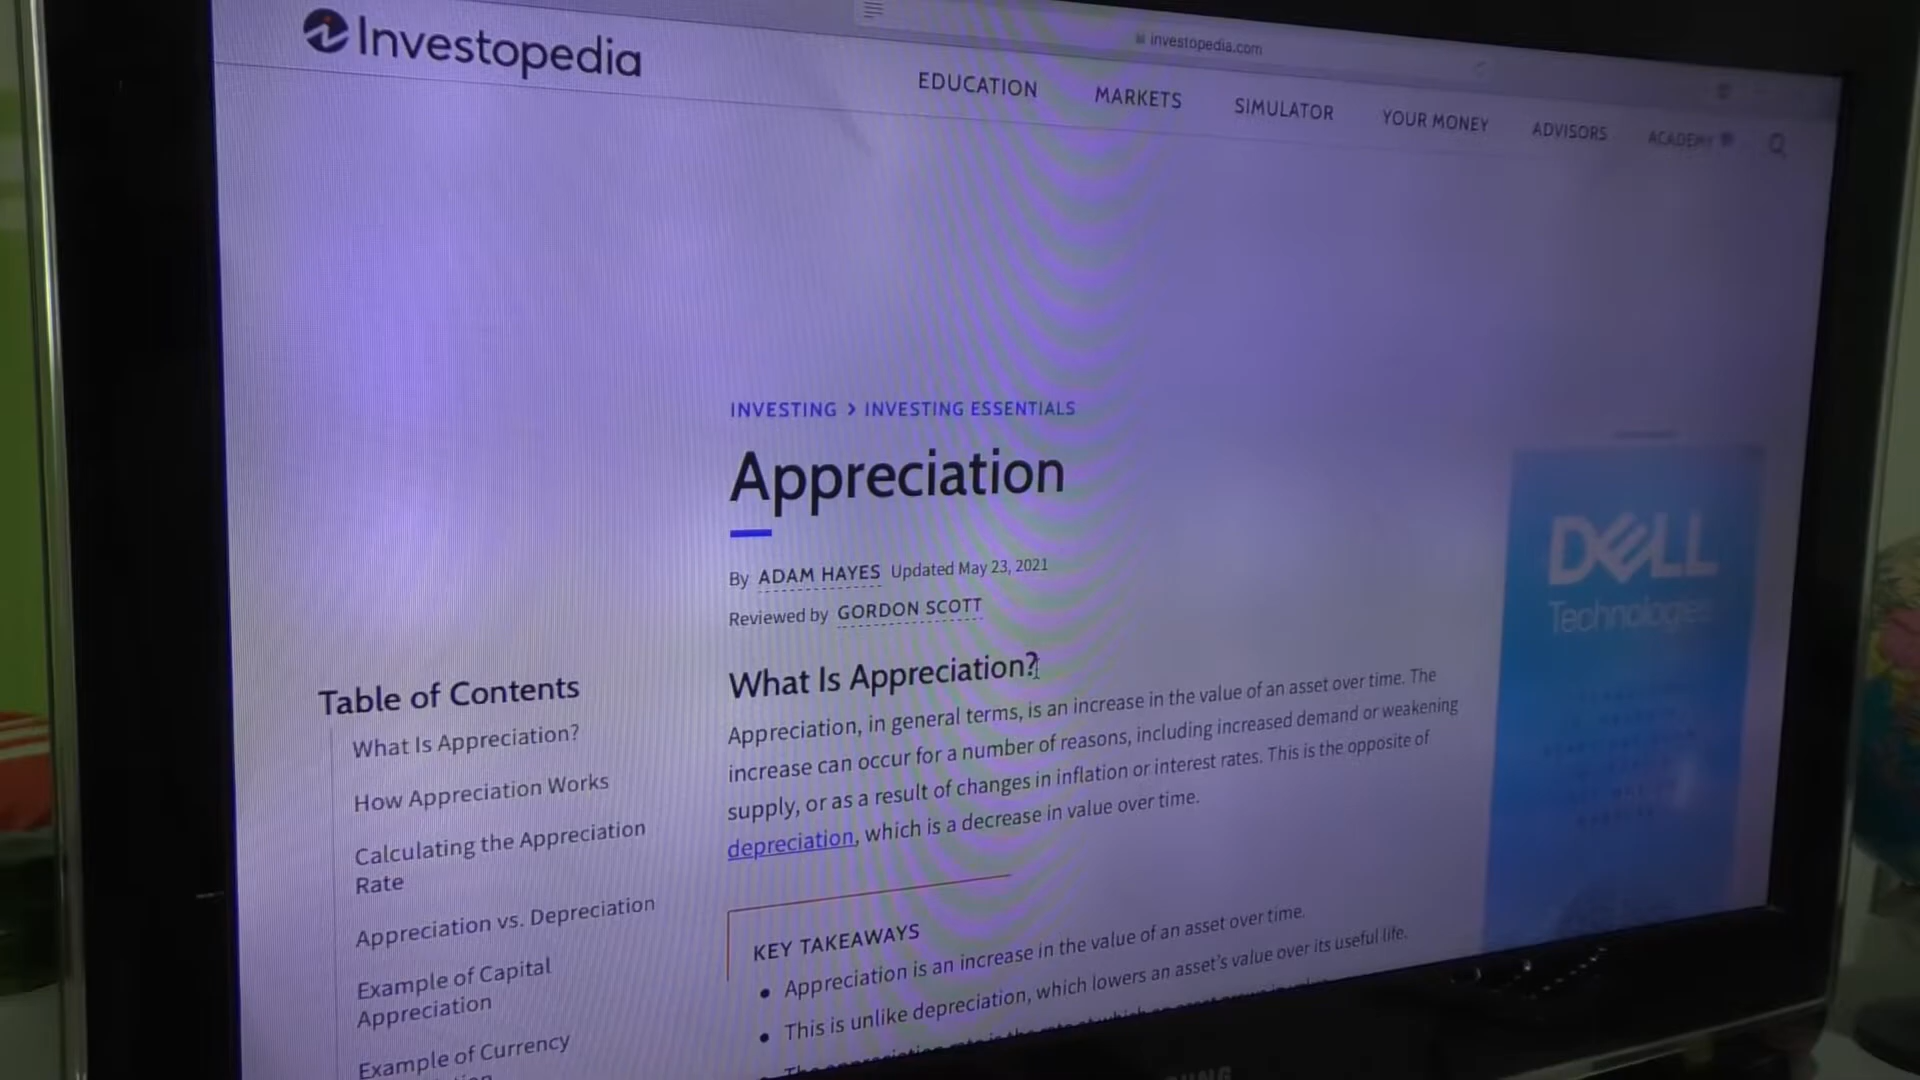 Investopedia
investopedia.com
EDUCATION
MARKETS
SIMULATOR
YOUR MONEY
ADVISORS
ACADEMY
INVESTING > INVESTING ESSENTIALS
Appreciation
By ADAM HAYES Updated May 23, 2021
Reviewed by GORDON SCOTT
What Is Appreciation?
Appreciation, in general terms, is an increase in the value of an asset over time. The
increase can occur for a number of reasons, including increased demand or weakening
supply, or as a result of changes in inflation or interest rates. This is the opposite of
depreciation, which is a decrease in value over time.
KEY TAKEAWAYS
• Appreciation is an increase in the value of an asset over time.
• This is unlike depreciation, which lowers an asset's value over its useful life.
Table of Contents
What Is Appreciation?
How Appreciation Works
Calculating the Appreciation
Rate
Appreciation vs. Depreciation
Example of Capital
Appreciation
Example of Currency
DELL
Technologies